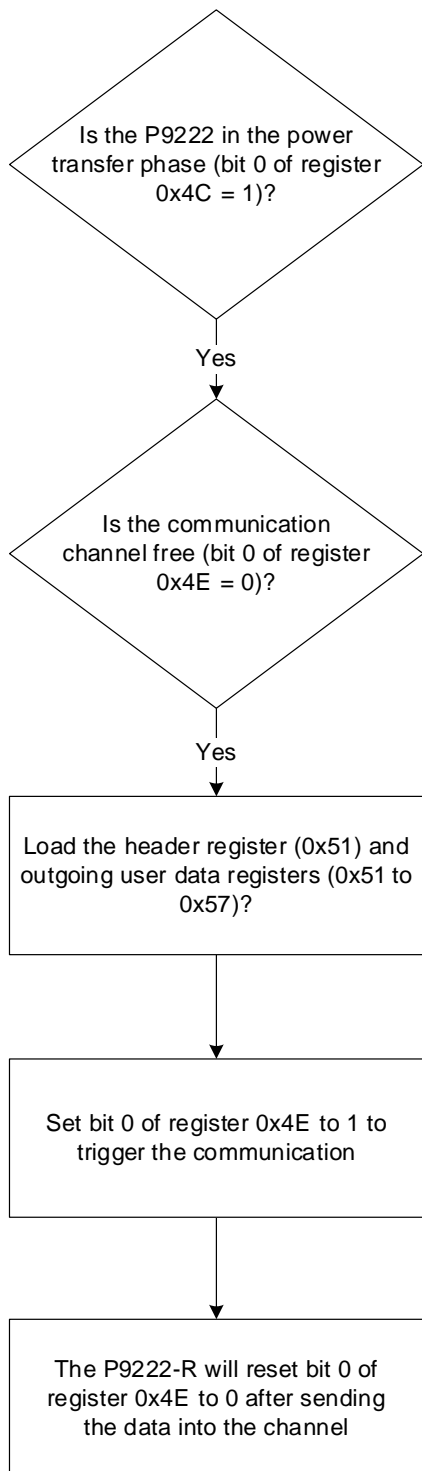 Is the P9222 in the power
transfer phase (bit 0 of register
0x4C = 1)?
Yes
Is the communication
channel free (bit 0 of register
0x4E = 0)?
Yes
Load the header register (0x51) and
outgoing user data registers (0x51 to
0x57)?
Set bit 0 of register 0x4E to 1 to
trigger the communication
The P9222-R will reset bit 0 of
register 0x4E to 0 after sending
the data into the channel